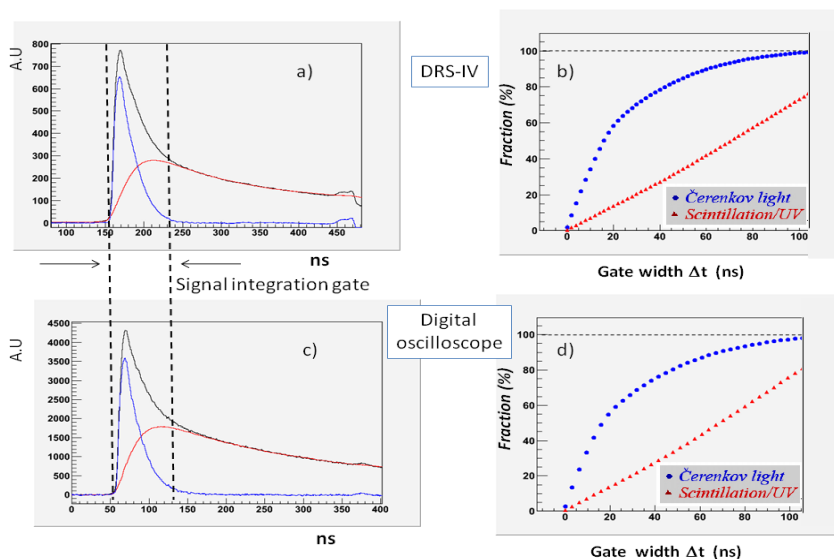 A.U
800
700
600
500
400
300
200
100
0
100 150 200 250 300 350 400 450
ns
a)
DRS-IV
b)
Fraction (%)
100
80
60
40
20
0
0 20 40 60 80 100
Čerenkov light
Scintillation/UV
Gate width Δt (ns)
Signal integration gate
A.U
4500
4000
3500
3000
2500
2000
1500
1000
500
0
0 50 100 150 200 250 300 350 400
ns
c)
Digital
oscilloscope
d)
Fraction (%)
100
80
60
40
20
0
0 20 40 60 80 100
Čerenkov light
Scintillation/UV
Gate width Δt (ns)